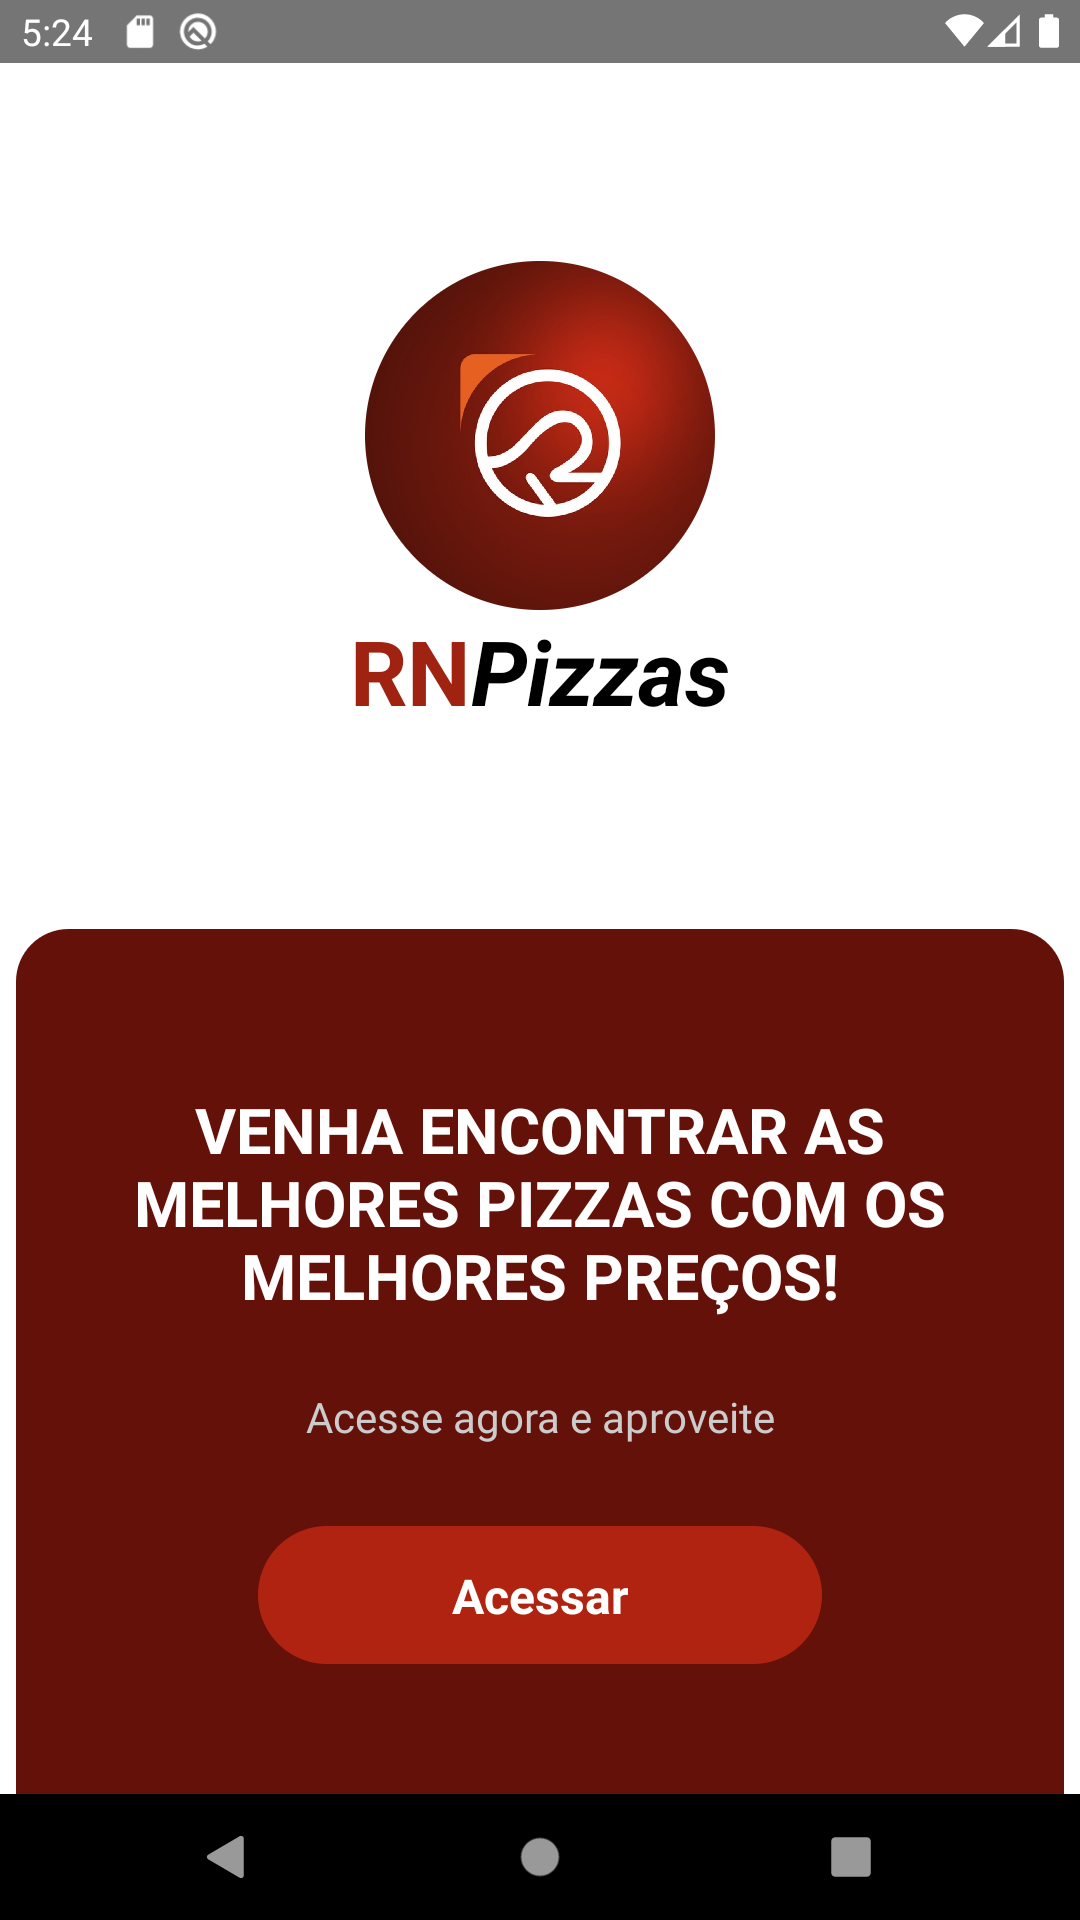 5:24
RNPizzas
VENHA ENCONTRAR AS
MELHORES PIZZAS COM OS
MELHORES PREÇOS!
Acesse agora e aproveite
Acessar